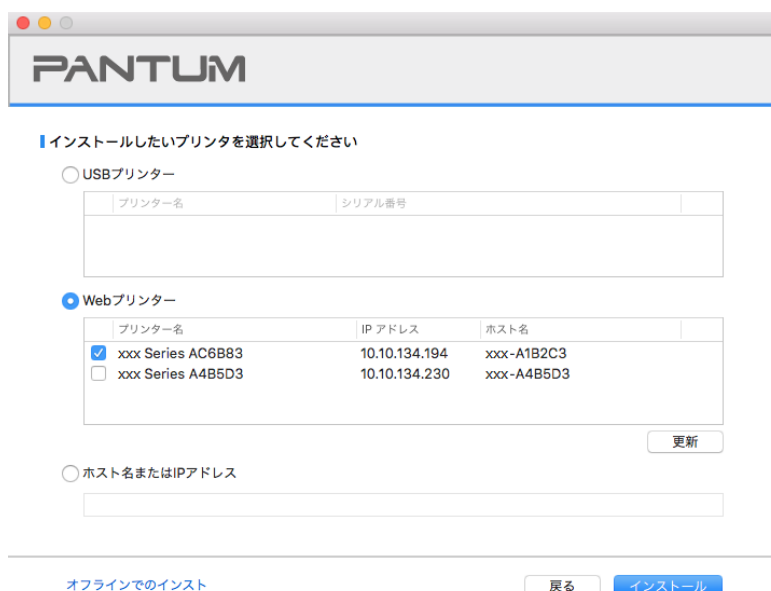 PANTUM
インストールしたいプリンタを選択してください
USBプリンター
プリンター名 シリアル番号
Webプリンター
プリンター名 IP アドレス ホスト名
xxx Series AC6B83 10.10.134.194 xxx-A1B2C3
xxx Series A4B5D3 10.10.134.230 xxx-A4B5D3
更新
ホスト名またはIPアドレス
オフラインでのインスト 戻る インストール